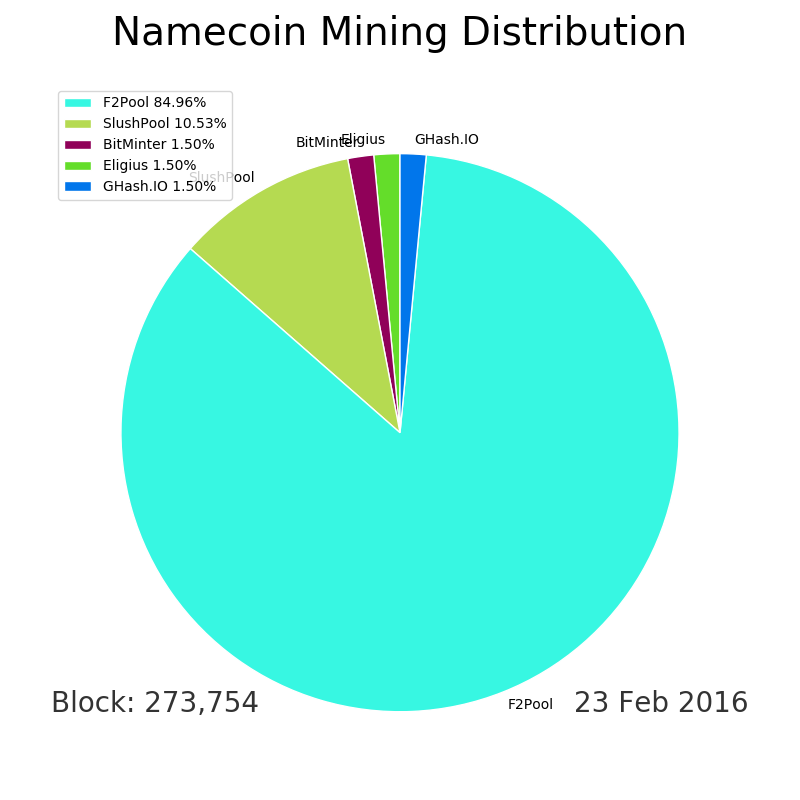 Namecoin Mining Distribution
F2Pool 84.96%
SlushPool 10.53%
BitMinter 1.50%
Eligius 1.50%
GHash.IO 1.50%
BitMinter
Eligius
GHash.IO
SlushPool
F2Pool
Block: 273,754
23 Feb 2016